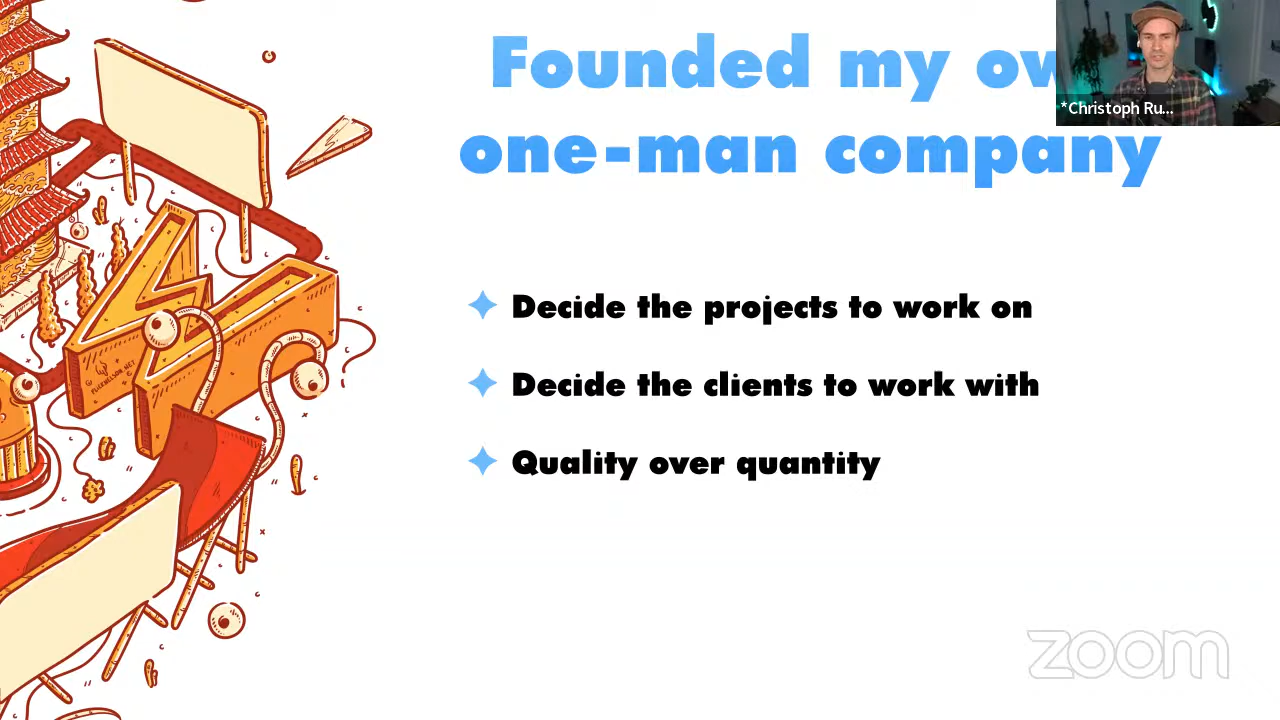 Founded my ow
one-man company
*Christoph Ru...
Decide the projects to work on
Decide the clients to work with
Quality over quantity
zoom